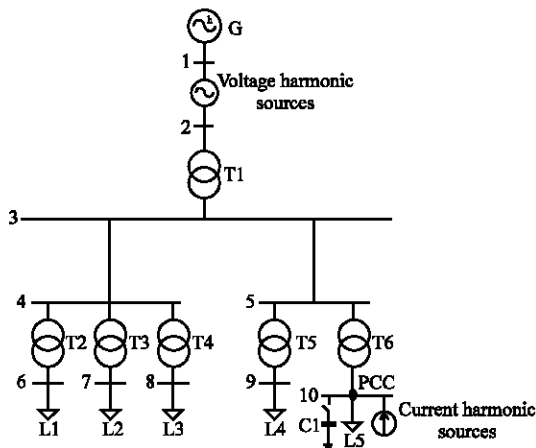 G
1
Voltage harmonic
sources
2
T1
3
4
5
T2
T3
T4
T5
T6
6
7
8
9
10
PCC
L1
L2
L3
L4
C1
L5
Current harmonic
sources